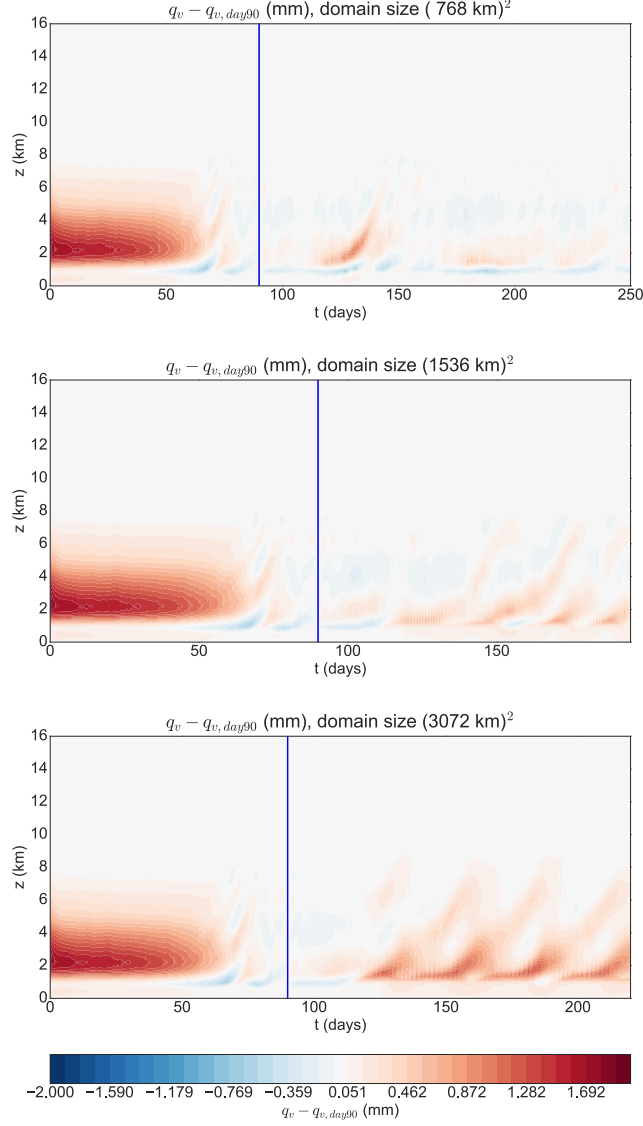 q_v − q_{v,day90} (mm), domain size ( 768 km)^2
16
14
12
10
8
6
4
2
0
z (km)
0 50 100 150 200 250
t (days)
q_v − q_{v,day90} (mm), domain size (1536 km)^2
16
14
12
10
8
6
4
2
0
z (km)
0 50 100 150
t (days)
q_v − q_{v,day90} (mm), domain size (3072 km)^2
16
14
12
10
8
6
4
2
0
z (km)
0 50 100 150 200
t (days)
−2.000 −1.590 −1.179 −0.769 −0.359 0.051 0.462 0.872 1.282 1.692
q_v − q_{v,day90} (mm)